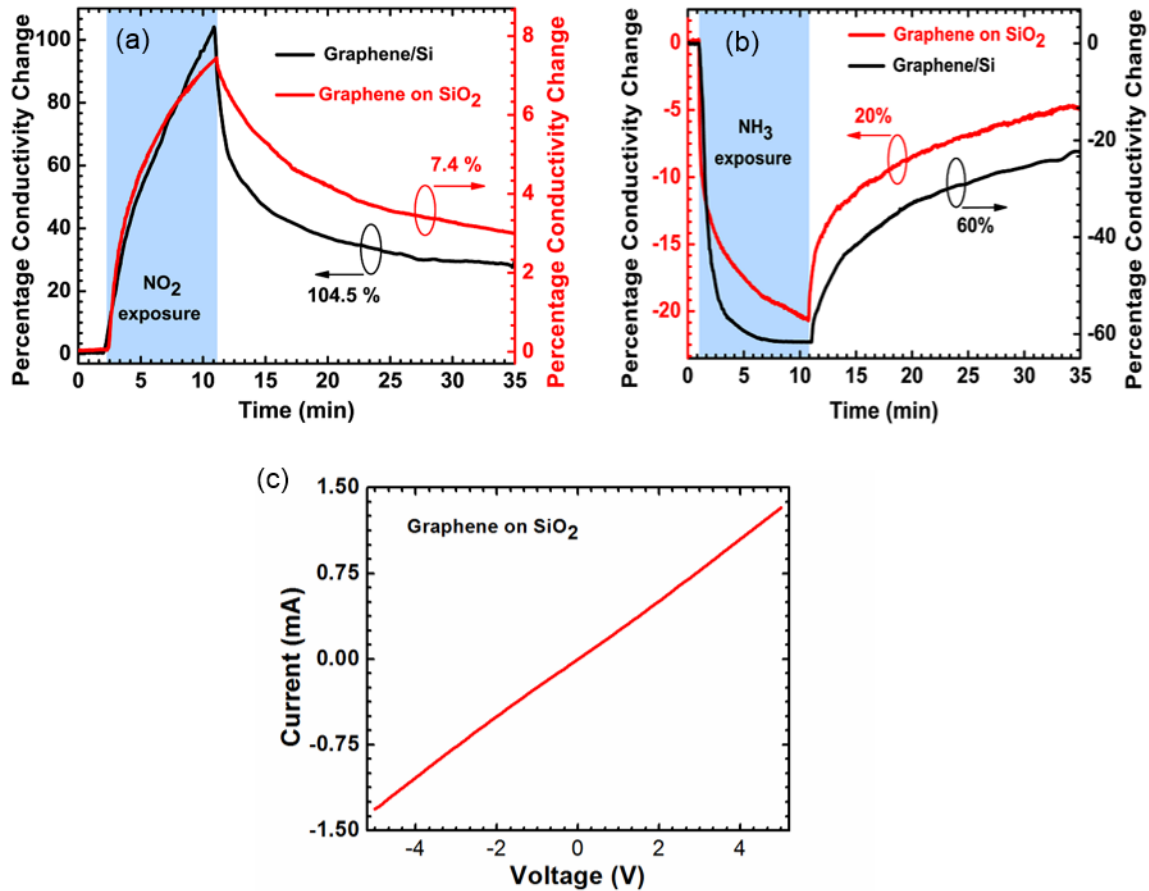 (a)
Percentage Conductivity Change
100
80
60
40
20
0
Graphene/Si
Graphene on SiO2
7.4 %
104.5 %
NO2
exposure
8
6
4
2
0
Percentage Conductivity Change
0 5 10 15 20 25 30 35
Time (min)
(b)
Percentage Conductivity Change
0
-5
-10
-15
-20
Graphene on SiO2
Graphene/Si
NH3
exposure
20%
60%
0
-20
-40
-60
Percentage Conductivity Change
0 5 10 15 20 25 30 35
Time (min)
(c)
Current (mA)
1.50
0.75
0.00
-0.75
-1.50
Graphene on SiO2
-4 -2 0 2 4
Voltage (V)